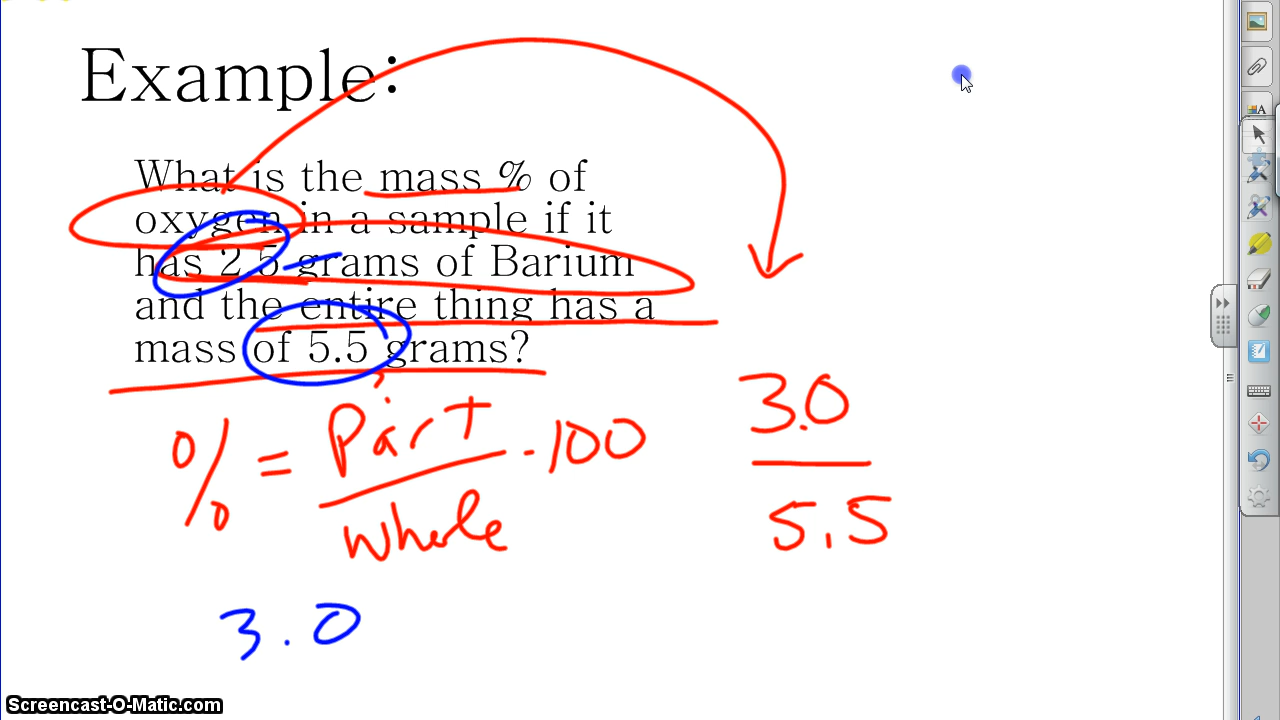 Example:
What is the mass % of
oxygen in a sample if it
has 2.5 grams of Barium
and the entire thing has a
mass of 5.5 grams?
% = Part / whole . 100
3.0
5.5
3.0
Screencast-O-Matic.com